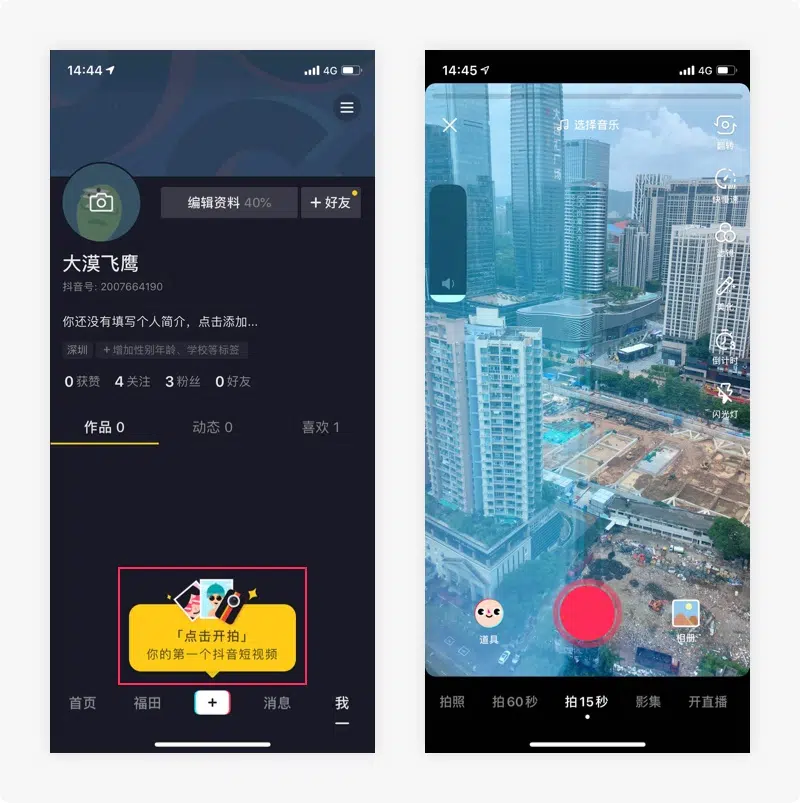 14:44
4G
编辑资料 40%
+ 好友
大漠飞鹰
抖音号: 2007664190
你还没有填写个人简介，点击添加...
深圳
+增加性别年龄、学校等标签
0获赞 4关注 3粉丝 0好友
作品 0 动态 0 喜欢 1
「点击开拍」
你的第一个抖音短视频
首页 福田 + 消息 我
14:45
4G
选择音乐
翻转
快慢速
倒计时
闪光灯
道具
相册
拍照 拍60秒 拍15秒 影集 开直播